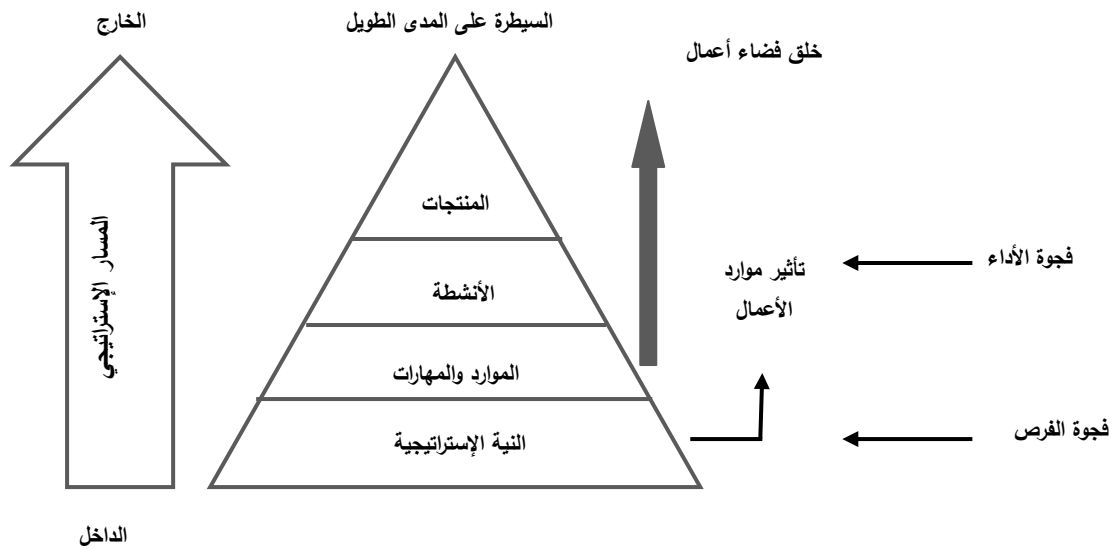 الخارج
السيطرة على المدى الطويل
خلق فضاء أعمال
المسار الإستراتيجي
المنتجات
الأنشطة
الموارد والمهارات
النية الإستراتيجية
تأثير موارد
الأعمال
فجوة الأداء
فجوة الفرص
الداخل